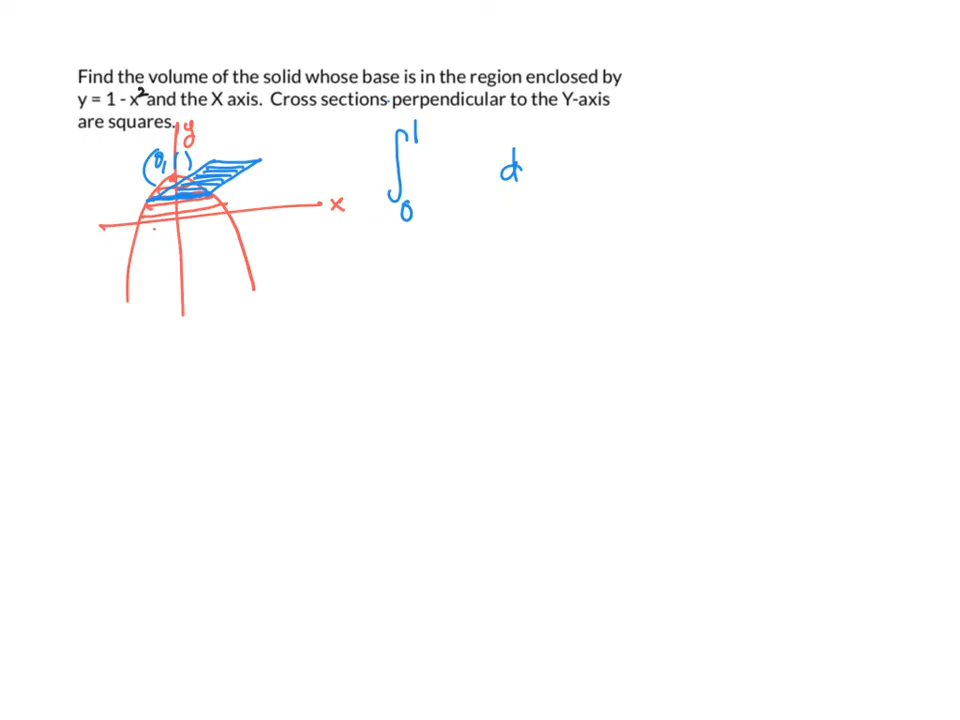 Find the volume of the solid whose base is in the region enclosed by
y = 1 - x² and the X axis. Cross sections perpendicular to the Y-axis
are squares.
y
(0, 1)
x
∫₀¹ d